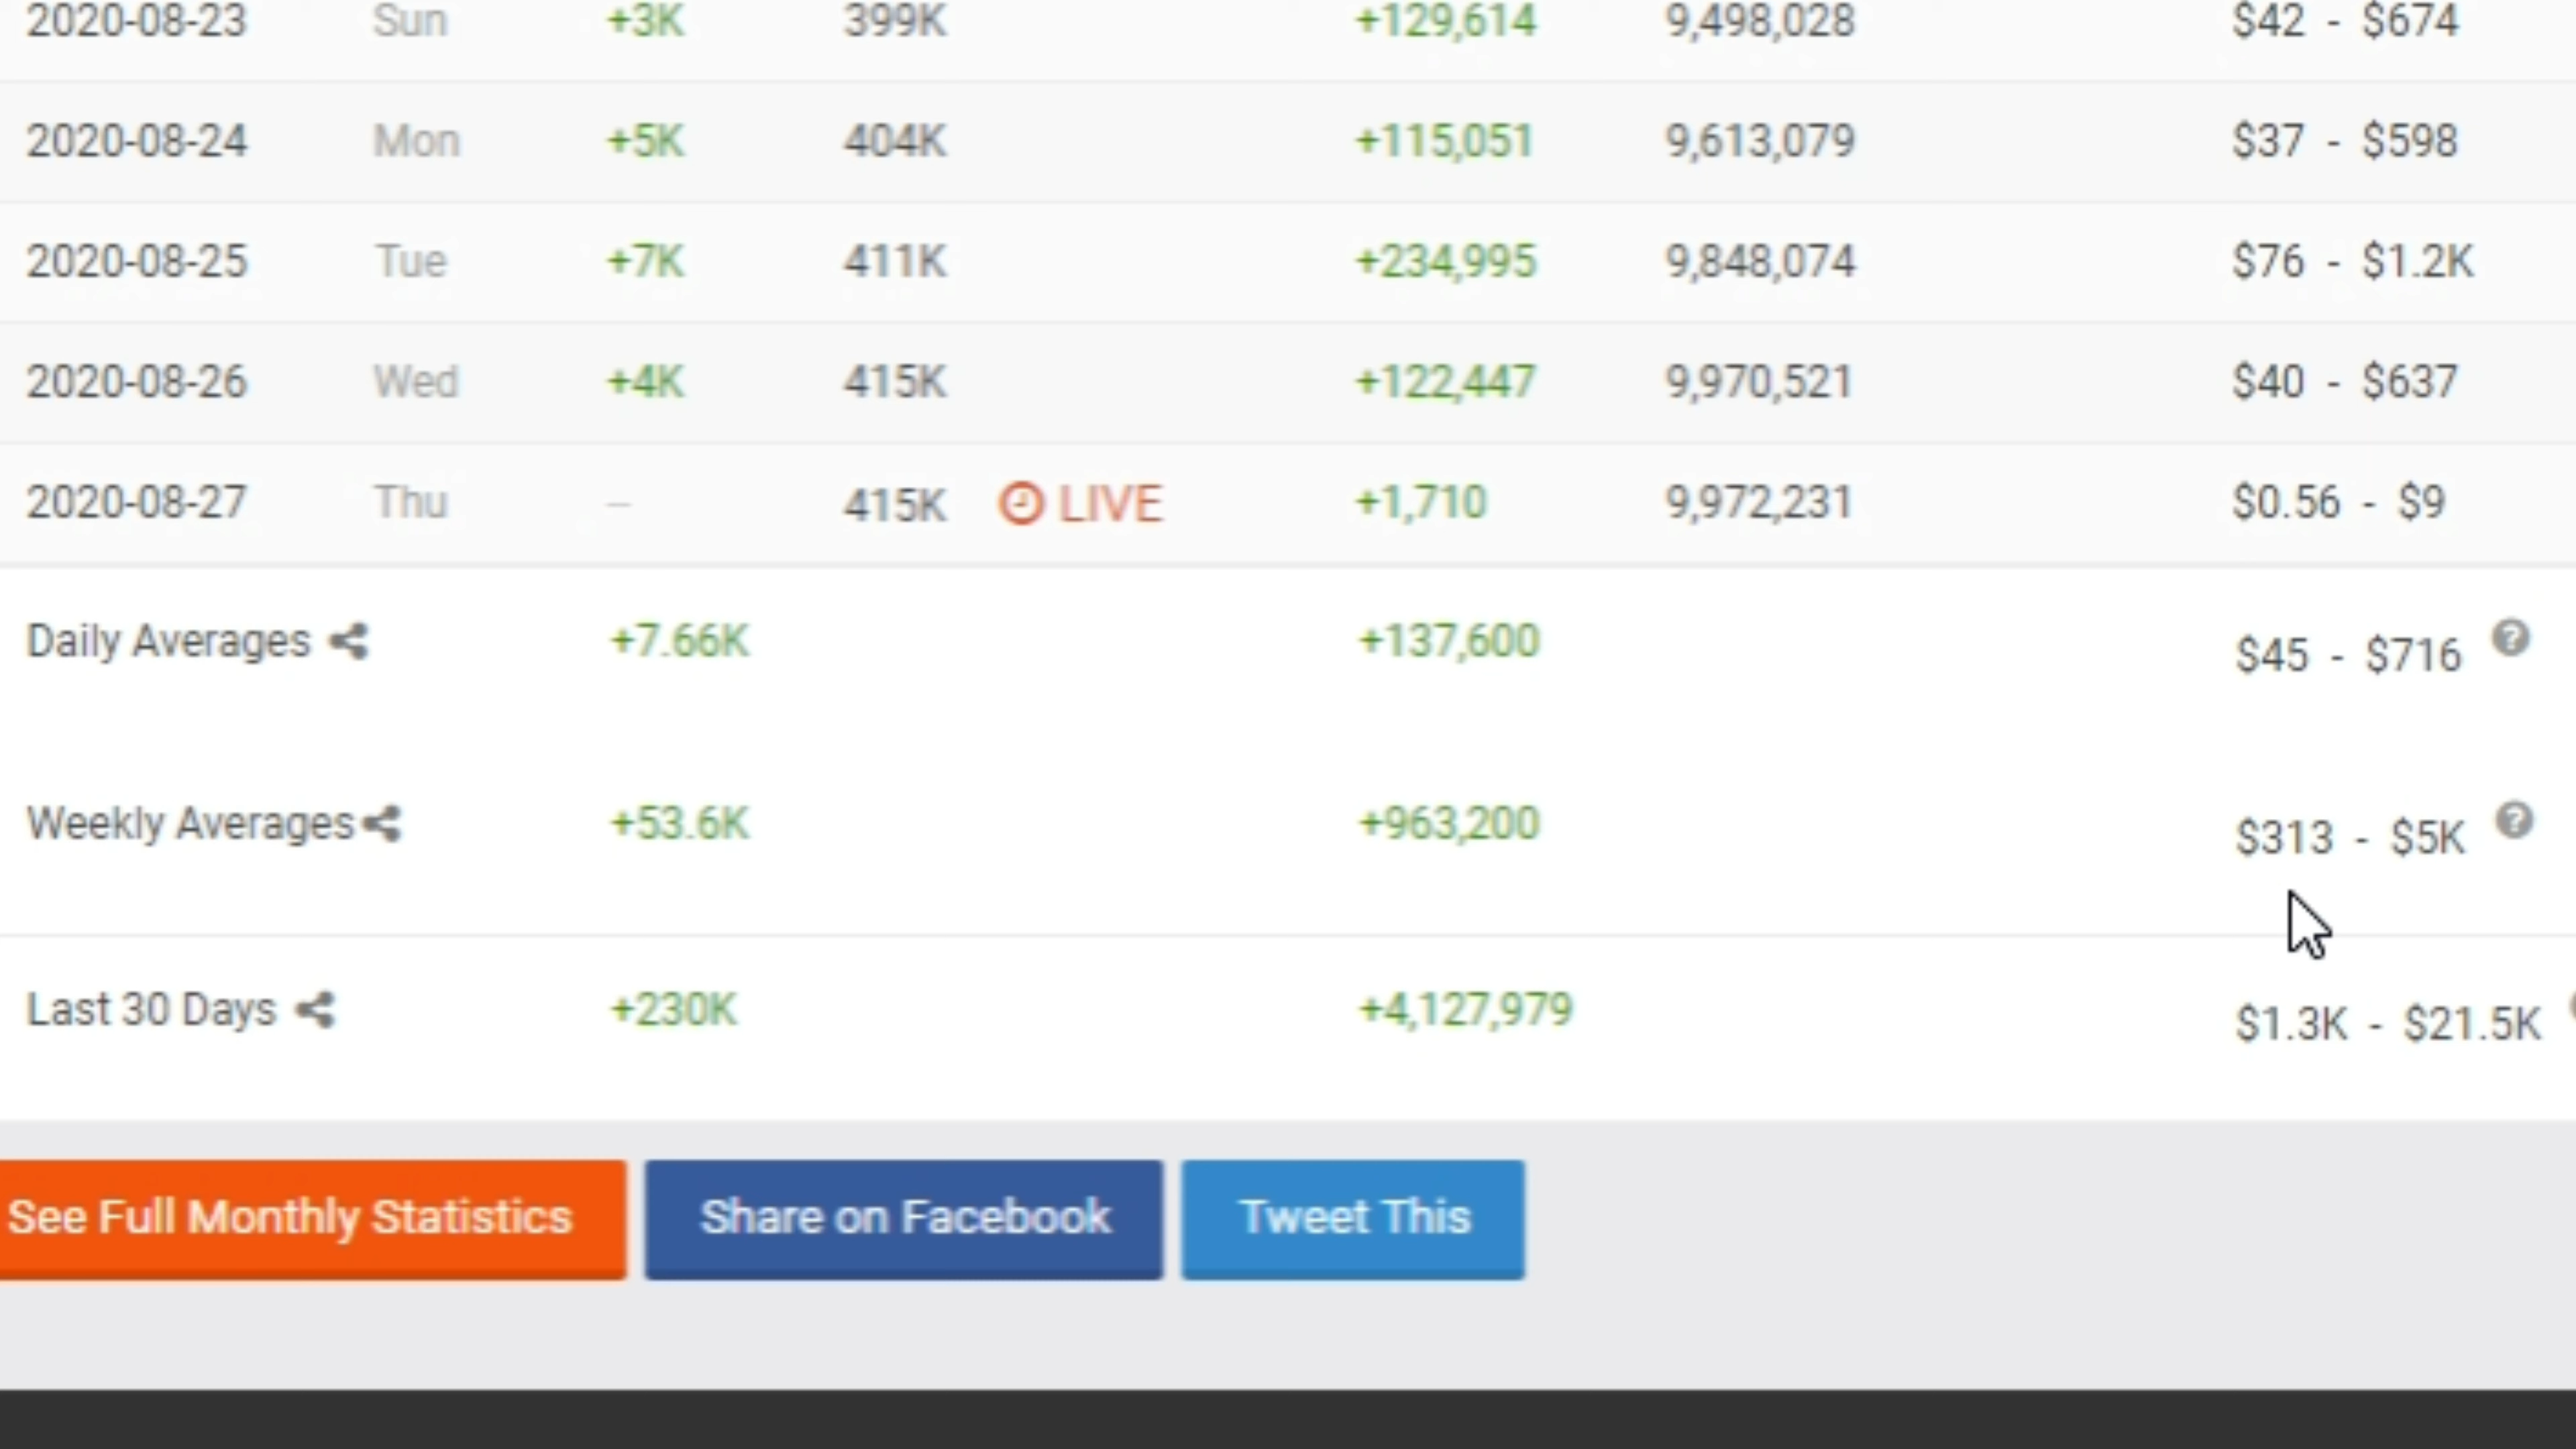 2020-08-23 Sun +3K 399K +129,614 9,498,028 $42 - $674
2020-08-24 Mon +5K 404K +115,051 9,613,079 $37 - $598
2020-08-25 Tue +7K 411K +234,995 9,848,074 $76 - $1.2K
2020-08-26 Wed +4K 415K +122,447 9,970,521 $40 - $637
2020-08-27 Thu -- 415K LIVE +1,710 9,972,231 $0.56 - $9
Daily Averages +7.66K +137,600 $45 - $716
Weekly Averages +53.6K +963,200 $313 - $5K
Last 30 Days +230K +4,127,979 $1.3K - $21.5K
See Full Monthly Statistics Share on Facebook Tweet This